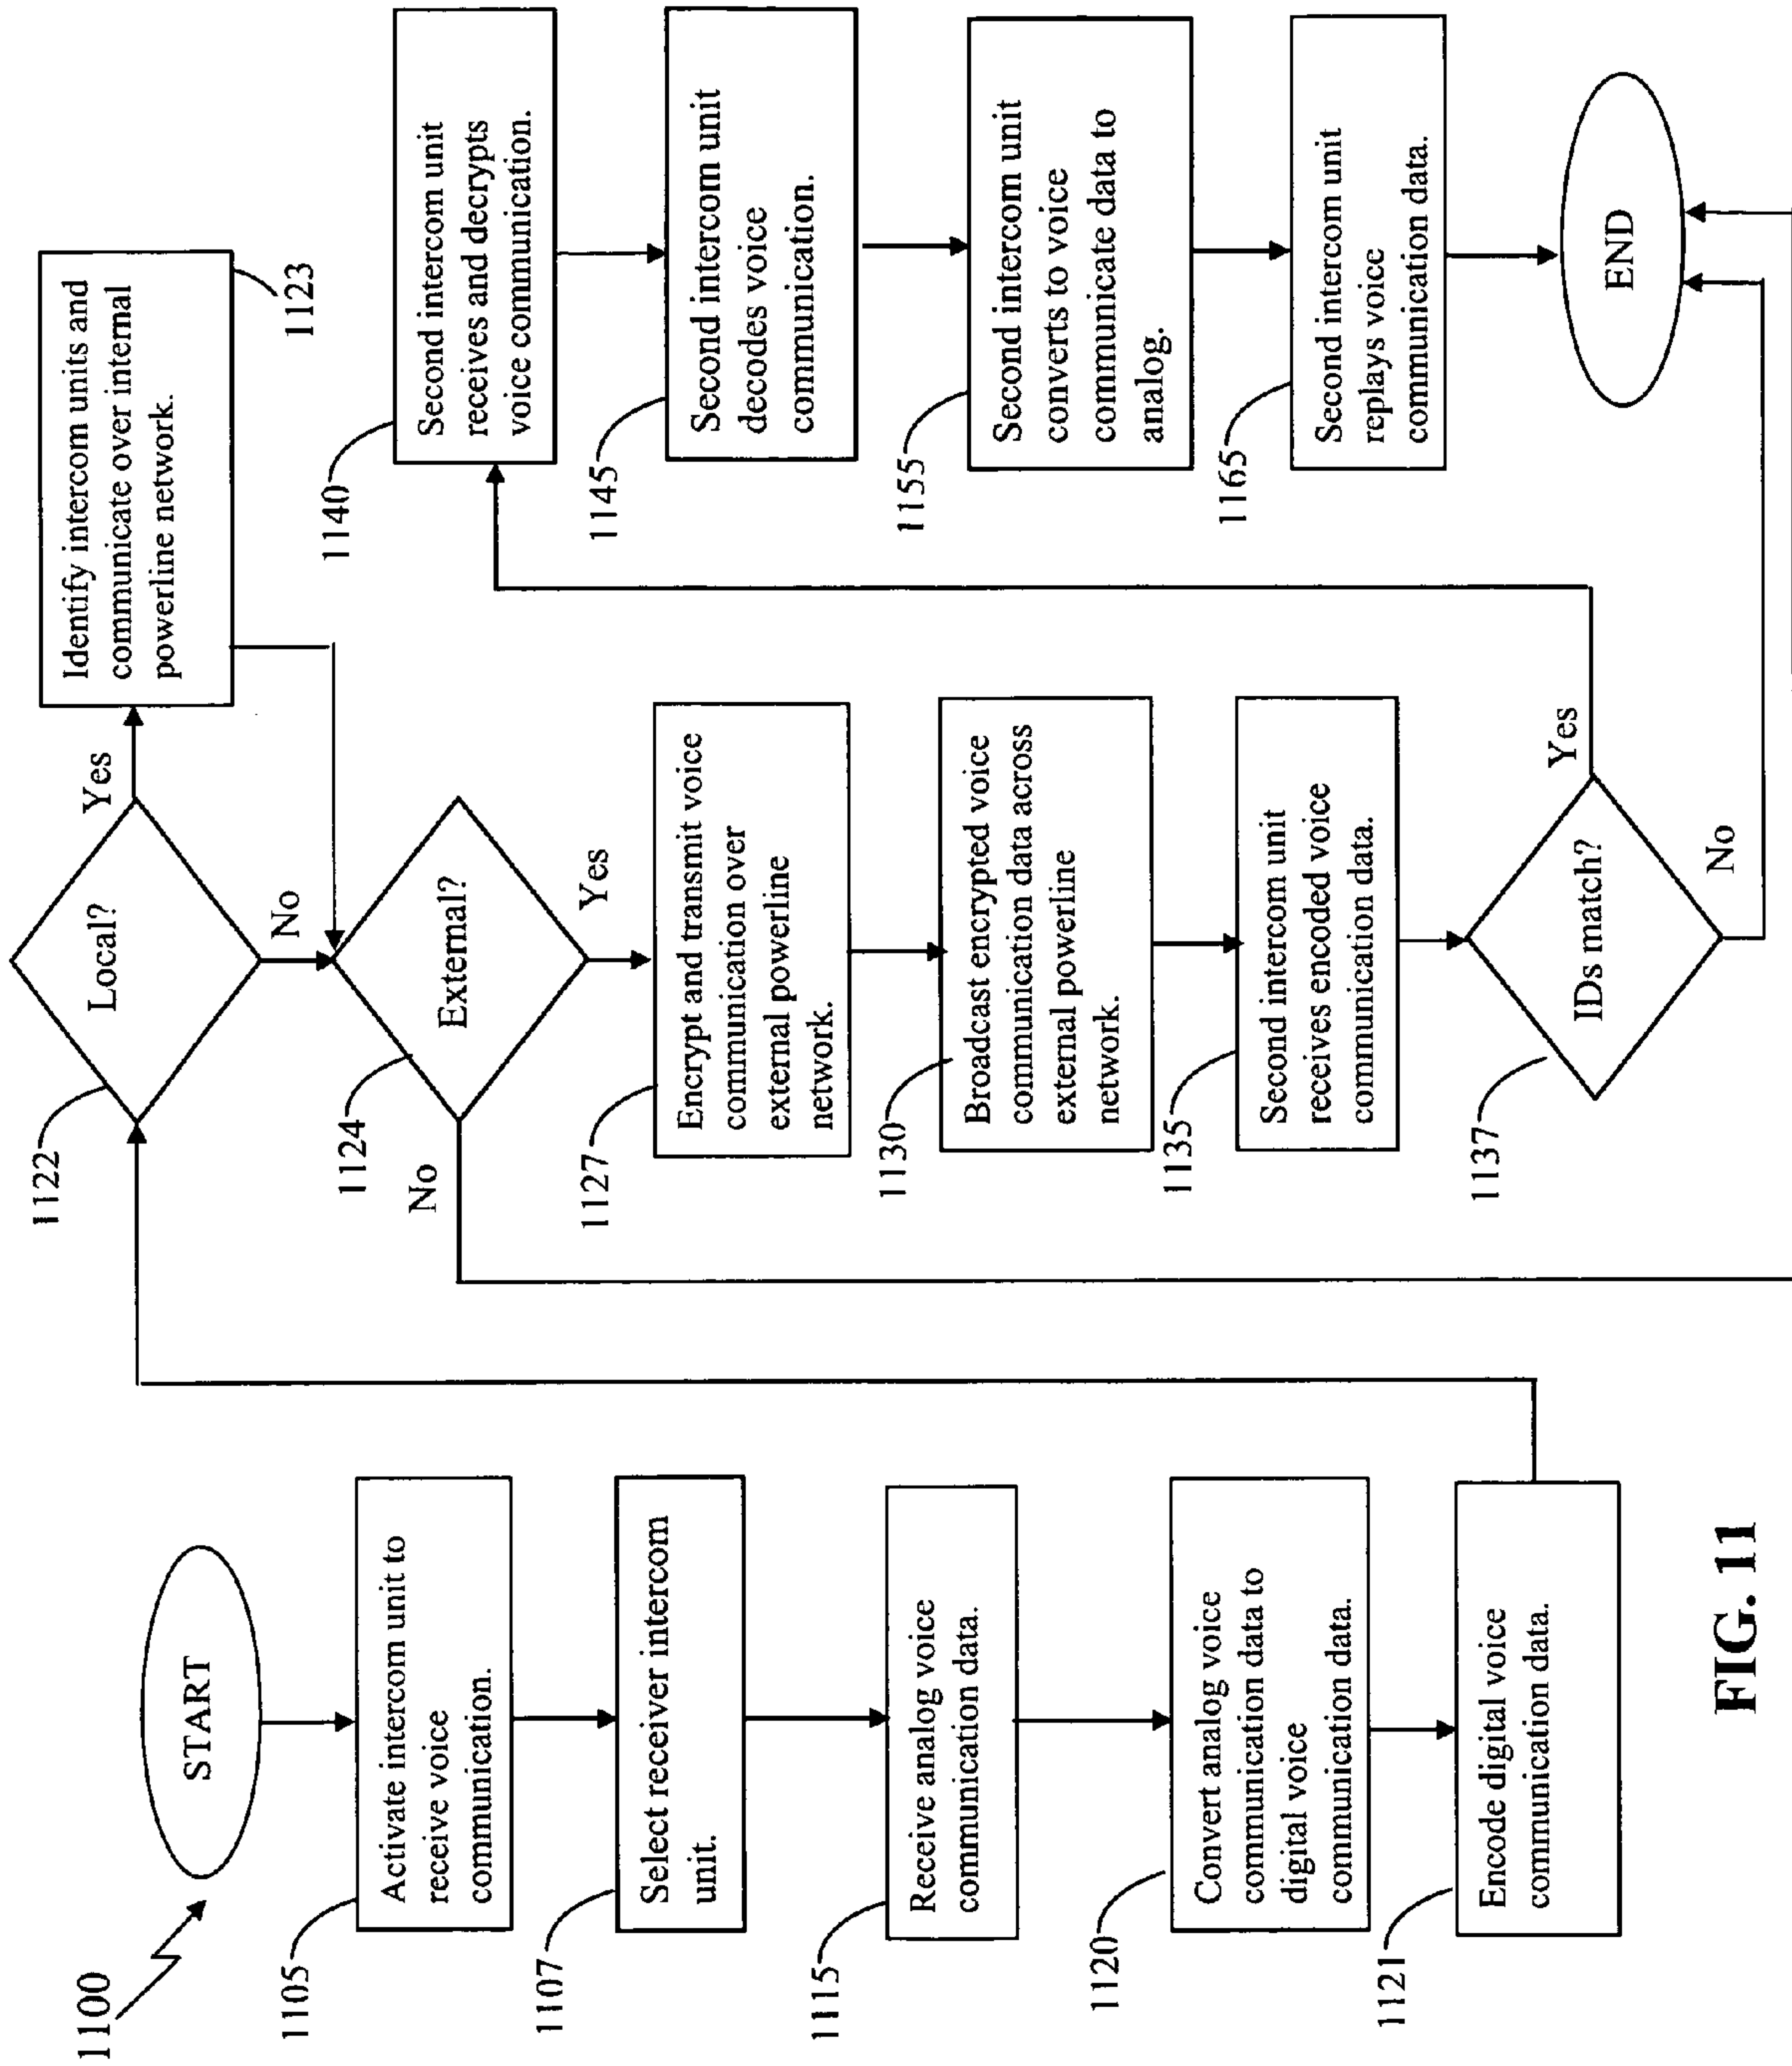 1100
START
1105
Activate intercom unit to
receive voice
communication.
1107
Select receiver intercom
unit.
1115
Receive analog voice
communication data.
1120
Convert analog voice
communication data to
digital voice
communication data.
1121
Encode digital voice
communication data.
1122
Local?
Yes
No
Identify intercom units and
communicate over internal
powerline network.
1123
1124
External?
No
Yes
1127
Encrypt and transmit voice
communication over
external powerline
network.
1130
Broadcast encrypted voice
communication data across
external powerline
network.
1135
Second intercom unit
receives encoded voice
communication data.
1137
IDs match?
Yes
No
1140
Second intercom unit
receives and decrypts
voice communication.
1145
Second intercom unit
decodes voice
communication.
1155
Second intercom unit
converts to voice
communicate data to
analog.
1165
Second intercom unit
replays voice
communication data.
END
FIG. 11